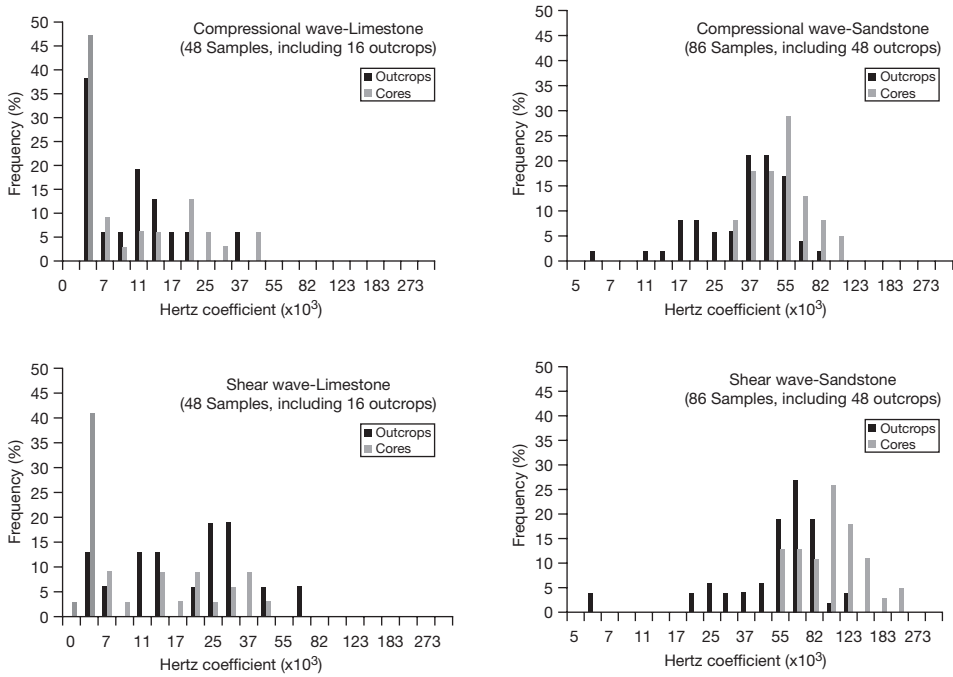 Compressional wave-Limestone
(48 Samples, including 16 outcrops)
Outcrops
Cores
Frequency (%)
50
45
40
35
30
25
20
15
10
5
0
0 7 11 17 25 37 55 82 123 183 273
Hertz coefficient (x10³)
Compressional wave-Sandstone
(86 Samples, including 48 outcrops)
Outcrops
Cores
Frequency (%)
50
45
40
35
30
25
20
15
10
5
0
5 7 11 17 25 37 55 82 123 183 273
Hertz coefficient (x10³)
Shear wave-Limestone
(48 Samples, including 16 outcrops)
Outcrops
Cores
Frequency (%)
50
45
40
35
30
25
20
15
10
5
0
0 7 11 17 25 37 55 82 123 183 273
Hertz coefficient (x10³)
Shear wave-Sandstone
(86 Samples, including 48 outcrops)
Outcrops
Cores
Frequency (%)
50
45
40
35
30
25
20
15
10
5
0
5 7 11 17 25 37 55 82 123 183 273
Hertz coefficient (x10³)